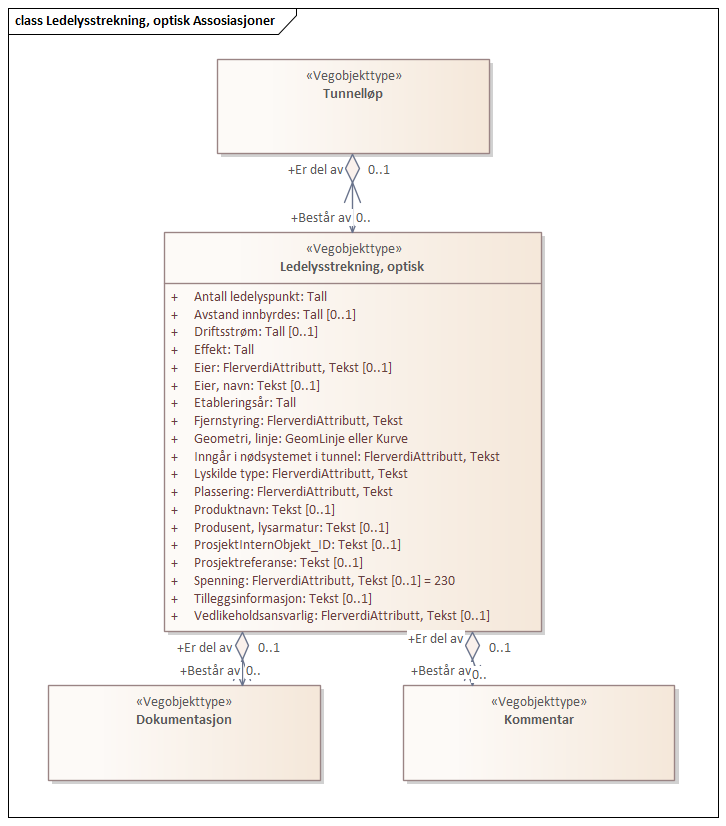 class Ledelysstrekning, optisk Assosiasjoner
«Vegobjekttype»
Tunnelløp
+Er del av 0..1
+Består av 0..
«Vegobjekttype»
Ledelysstrekning, optisk
+ Antall ledelyspunkt: Tall
+ Avstand innbyrdes: Tall [0..1]
+ Driftsstrøm: Tall [0..1]
+ Effekt: Tall
+ Eier: FlerverdiAttributt, Tekst [0..1]
+ Eier, navn: Tekst [0..1]
+ Etableringsår: Tall
+ Fjernstyring: FlerverdiAttributt, Tekst
+ Geometri, linje: GeomLinje eller Kurve
+ Inngår i nødsystemet i tunnel: FlerverdiAttributt, Tekst
+ Lyskilde type: FlerverdiAttributt, Tekst
+ Plassering: FlerverdiAttributt, Tekst
+ Produktnavn: Tekst [0..1]
+ Produsent, lysarmatur: Tekst [0..1]
+ ProsjektInternObjekt_ID: Tekst [0..1]
+ Prosjektreferanse: Tekst [0..1]
+ Spenning: FlerverdiAttributt, Tekst [0..1] = 230
+ Tilleggsinformasjon: Tekst [0..1]
+ Vedlikeholdsansvarlig: FlerverdiAttributt, Tekst [0..1]
+Er del av 0..1 +Er del av 0..1
+Består av 0.. +Består av 0..
«Vegobjekttype» «Vegobjekttype»
Dokumentasjon Kommentar